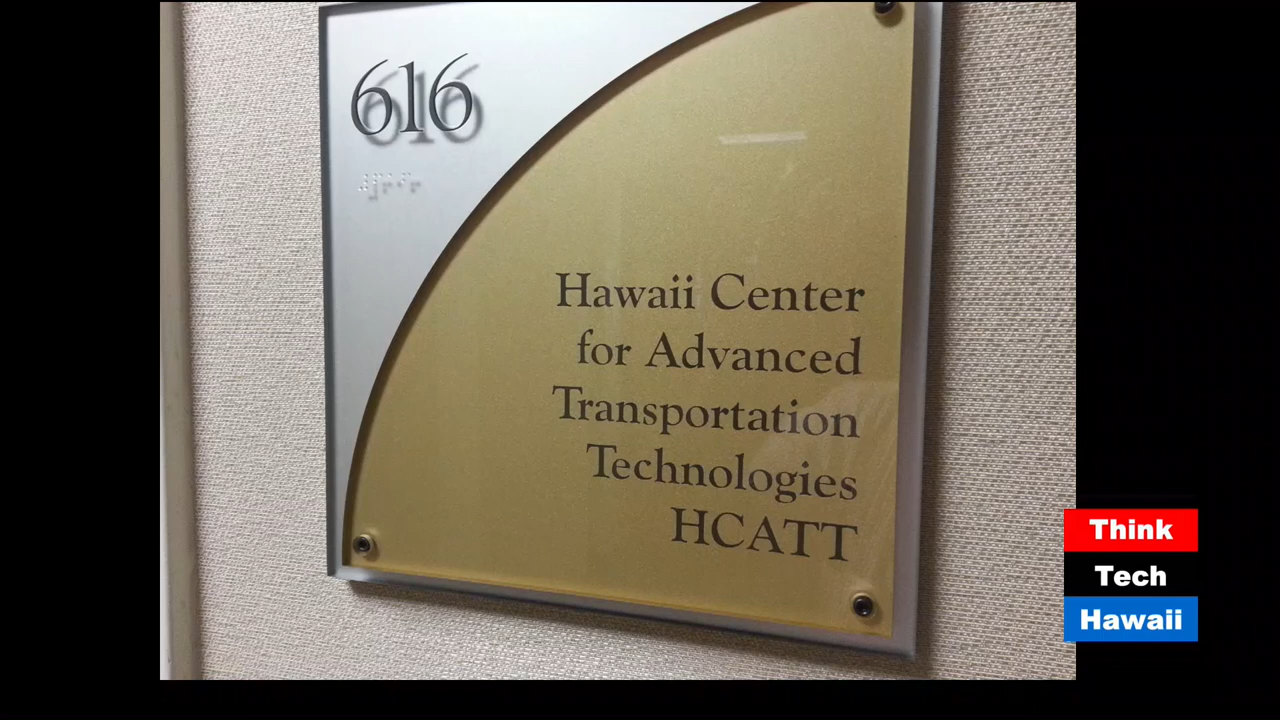 616
Hawaii Center
for Advanced
Transportation
Technologies
HCATT
Think
Tech
Hawaii